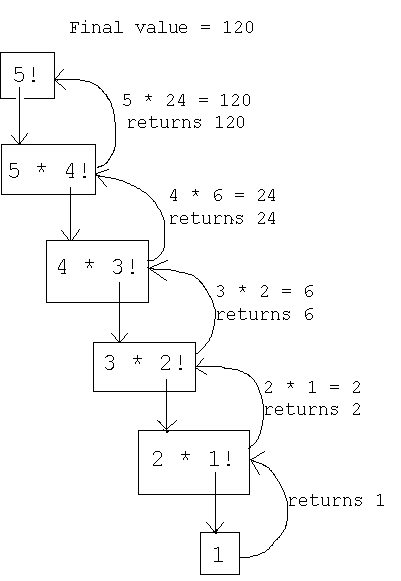 Final value = 120
5!
5 * 24 = 120
returns 120
5 * 4!
4 * 6 = 24
returns 24
4 * 3!
3 * 2 = 6
returns 6
3 * 2!
2 * 1 = 2
returns 2
2 * 1!
returns 1
1